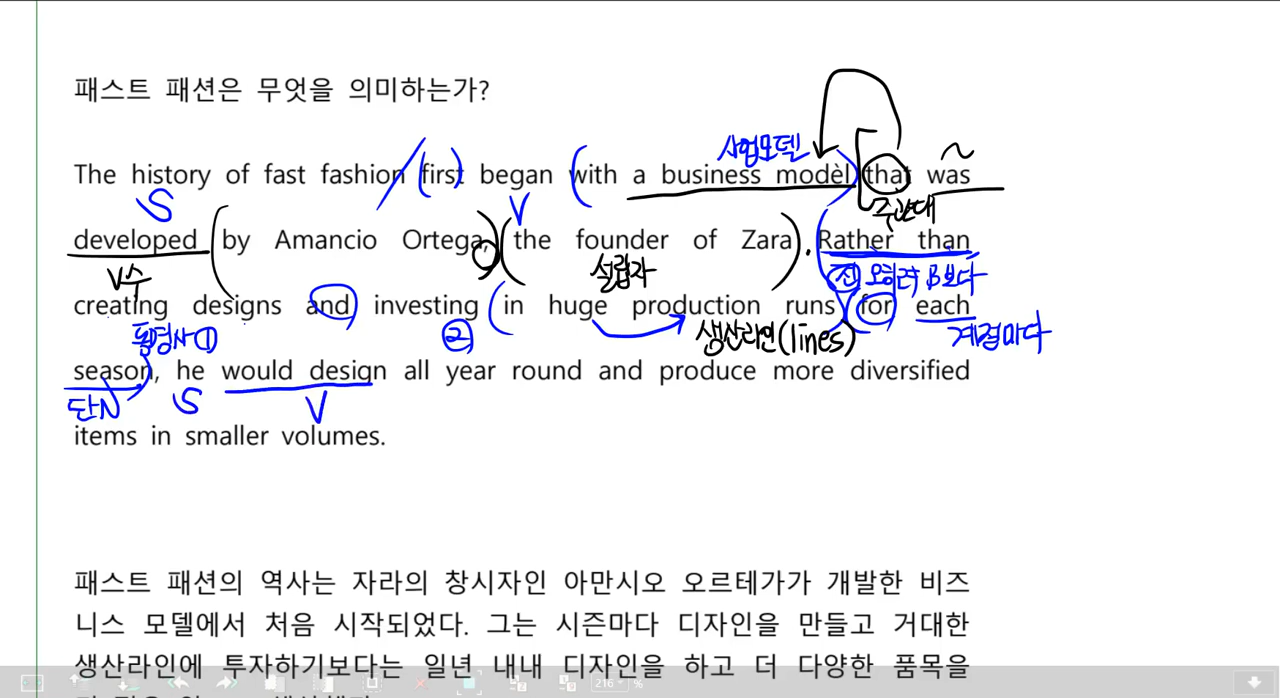 패스트 패션은 무엇을 의미하는가?
사업모델 ~
The history of fast fashion first began with a business model that was
S V 주관대
developed by Amancio Ortega, the founder of Zara. Rather than
V수 설립자 전 오히려 B보다
creating designs and investing in huge production runs for each
동명사① ② 생산라인(lines) 계절마다
season, he would design all year round and produce more diversified
단N S V
items in smaller volumes.
패스트 패션의 역사는 자라의 창시자인 아만시오 오르테가가 개발한 비즈
니스 모델에서 처음 시작되었다. 그는 시즌마다 디자인을 만들고 거대한
생산라인에 투자하기보다는 일년 내내 디자인을 하고 더 다양한 품목을
216 %